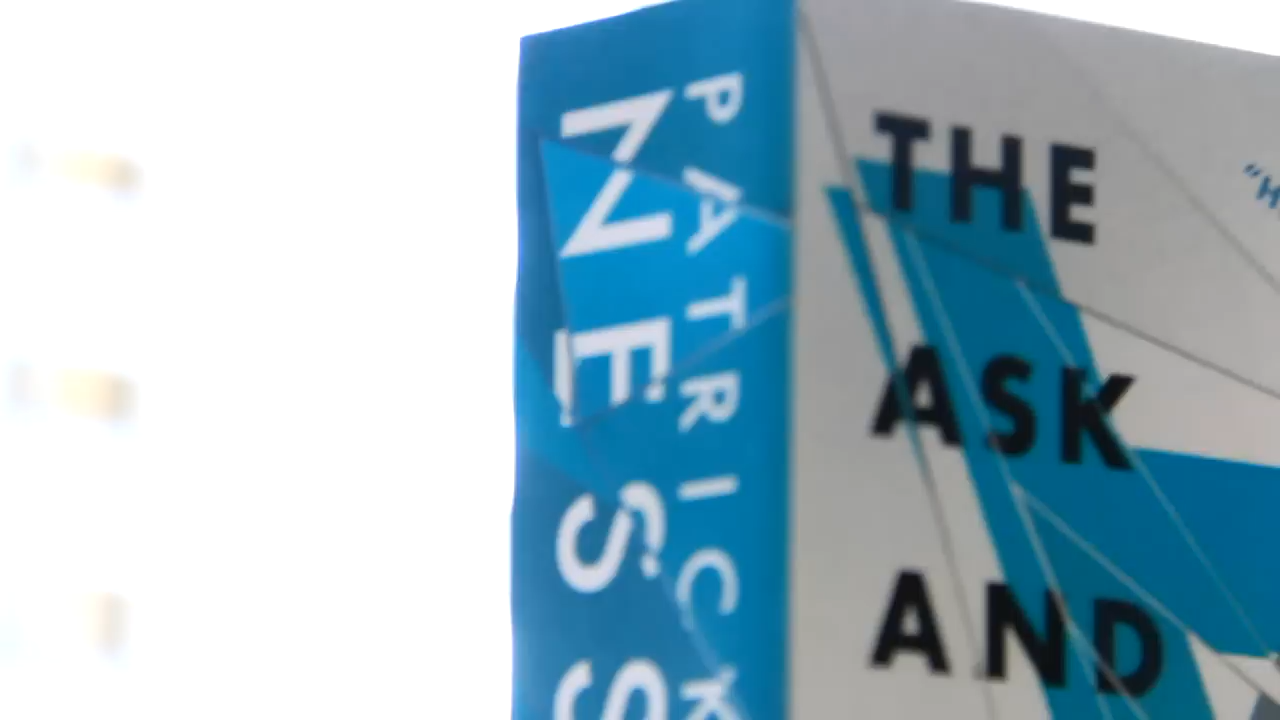 PATRICK
NESS
THE
ASK
AND
"H